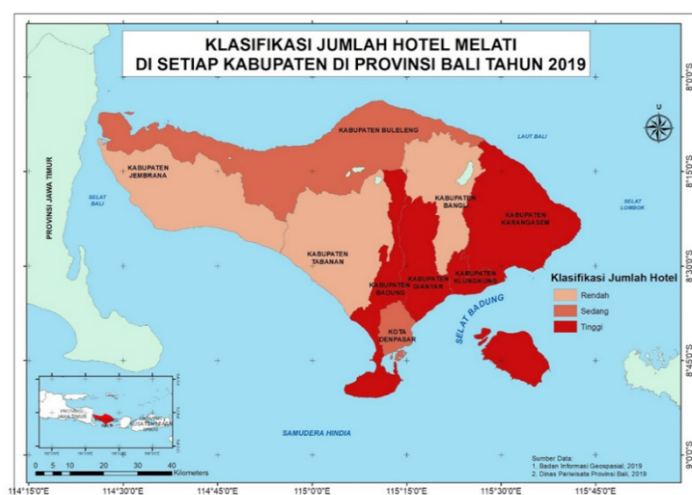 KLASIFIKASI JUMLAH HOTEL MELATI
DI SETIAP KABUPATEN DI PROVINSI BALI TAHUN 2019
8°0'0"S
U
KABUPATEN BULELENG
LAUT BALI
KABUPATEN
JEMBRANA
8°15'0"S
PROVINSI JAWA TIMUR
SELAT
BALI
KABUPATEN
BANGLI
SELAT
LOMBOK
KABUPATEN
KARANGASEM
KABUPATEN
TABANAN
8°30'0"S
KABUPATEN
BADUNG
KABUPATEN
GIANYAR
KABUPATEN
KLUNGKUNG
Klasifikasi Jumlah Hotel
Rendah
Sedang
Tinggi
SELAT BADUNG
KOTA
DENPASAR
8°45'0"S
SAMUDERA HINDIA
0 5 10 20 30 40
Kilometers
Sumber Data:
1. Badan Informasi Geospasial, 2019
2. Dinas Pariwisata Provinsi Bali, 2019
9°0'0"S
114°15'0"E 114°30'0"E 114°45'0"E 115°0'0"E 115°15'0"E 115°30'0"E 115°45'0"E